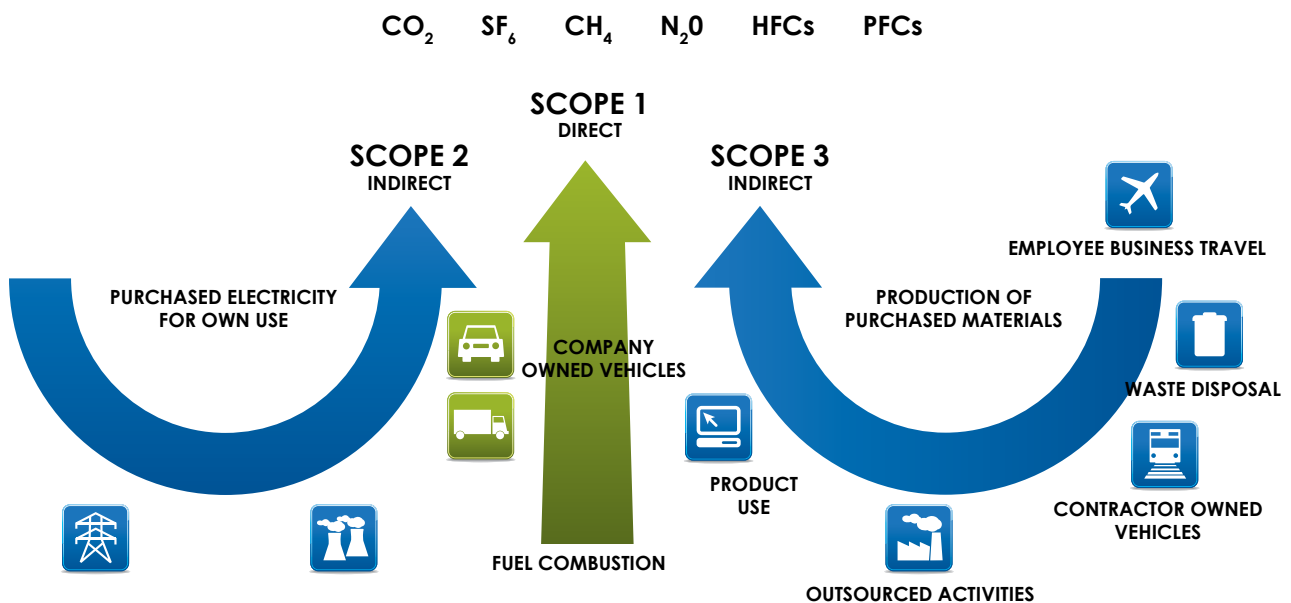 CO₂ SF₆ CH₄ N₂0 HFCs PFCs
SCOPE 1
DIRECT
SCOPE 2
INDIRECT
SCOPE 3
INDIRECT
EMPLOYEE BUSINESS TRAVEL
PURCHASED ELECTRICITY
FOR OWN USE
PRODUCTION OF
PURCHASED MATERIALS
COMPANY
OWNED VEHICLES
WASTE DISPOSAL
PRODUCT
USE
CONTRACTOR OWNED
VEHICLES
FUEL COMBUSTION
OUTSOURCED ACTIVITIES